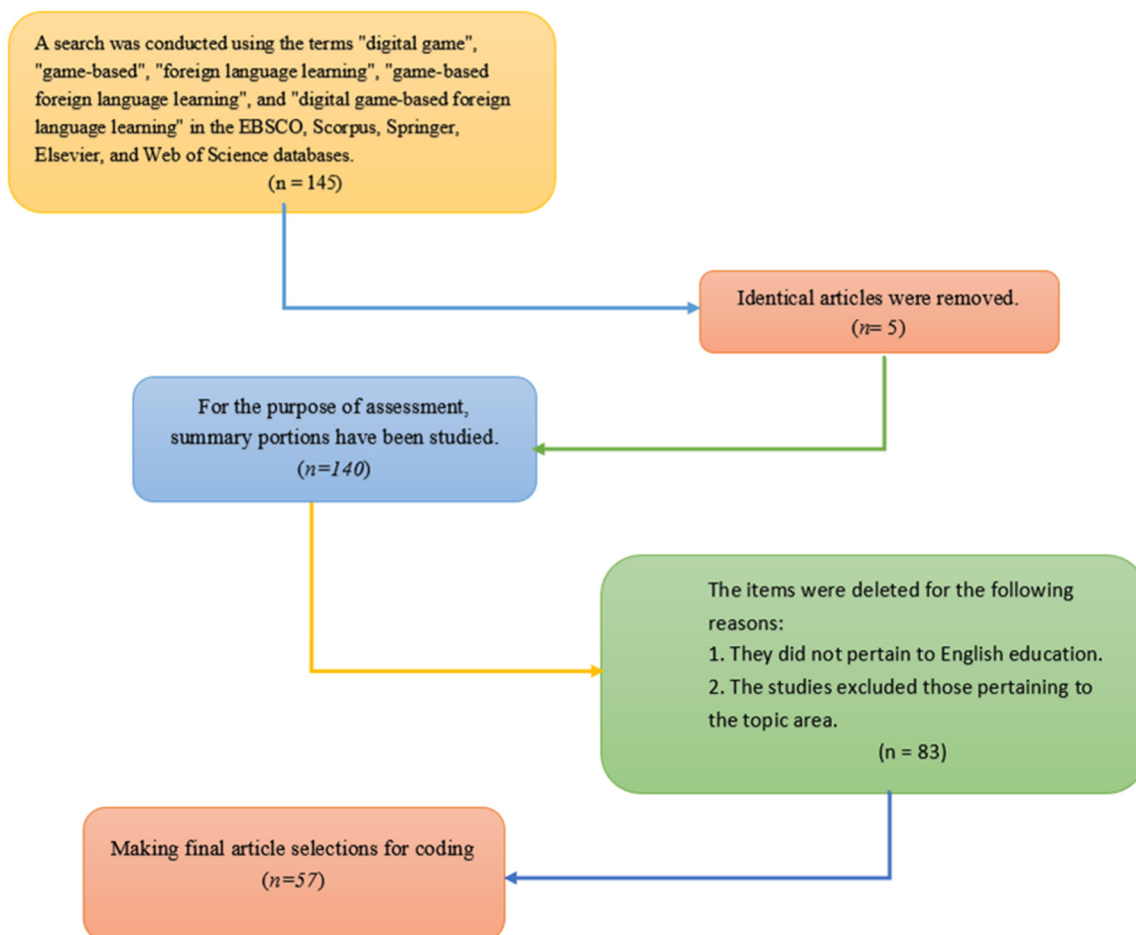 A search was conducted using the terms "digital game",
"game-based", "foreign language learning", "game-based
foreign language learning", and "digital game-based foreign
language learning" in the EBSCO, Scorpus, Springer,
Elsevier, and Web of Science databases.
(n = 145)
Identical articles were removed.
(n= 5)
For the purpose of assessment,
summary portions have been studied.
(n=140)
The items were deleted for the following
reasons:
1. They did not pertain to English education.
2. The studies excluded those pertaining to
the topic area.
(n = 83)
Making final article selections for coding
(n=57)